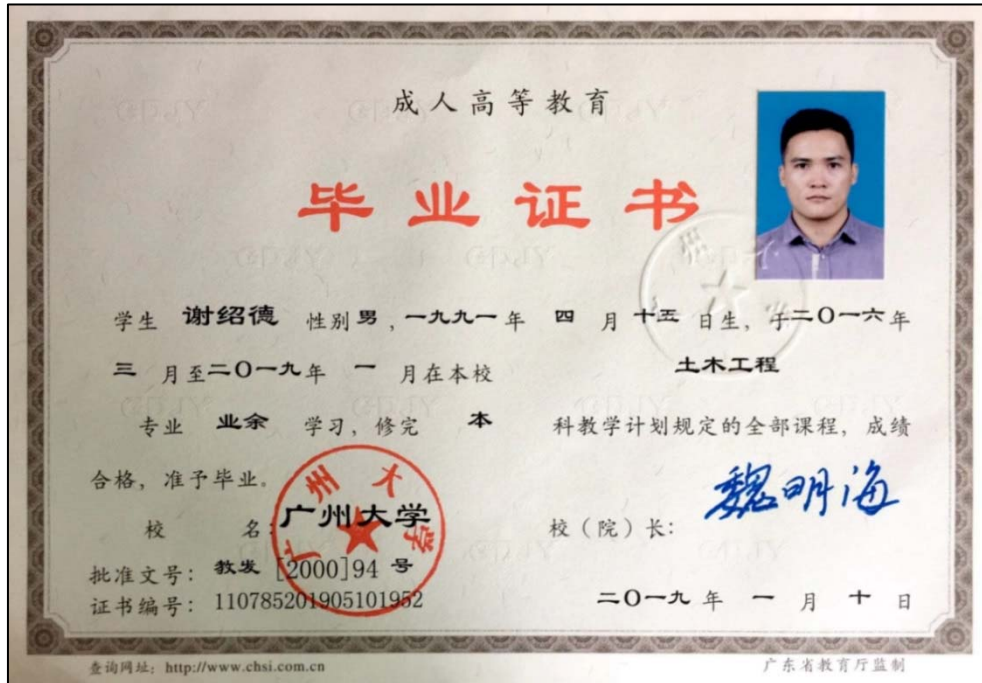 成人高等教育
毕业证书
学生 谢绍德 性别 男 ，一九九一 年 四 月 十五 日生，于 二〇一六 年
三 月至 二〇一九 年 一 月在本校 土木工程
专业 业余 学习，修完 本 科教学计划规定的全部课程，成绩
合格，准予毕业。
广州大学
校 名：广州大学 校（院）长：魏明海
批准文号：教发 [2000]94 号
证书编号：110785201905101952 二〇一九 年 一 月 十 日
查询网址：http://www.chsi.com.cn 广东省教育厅监制